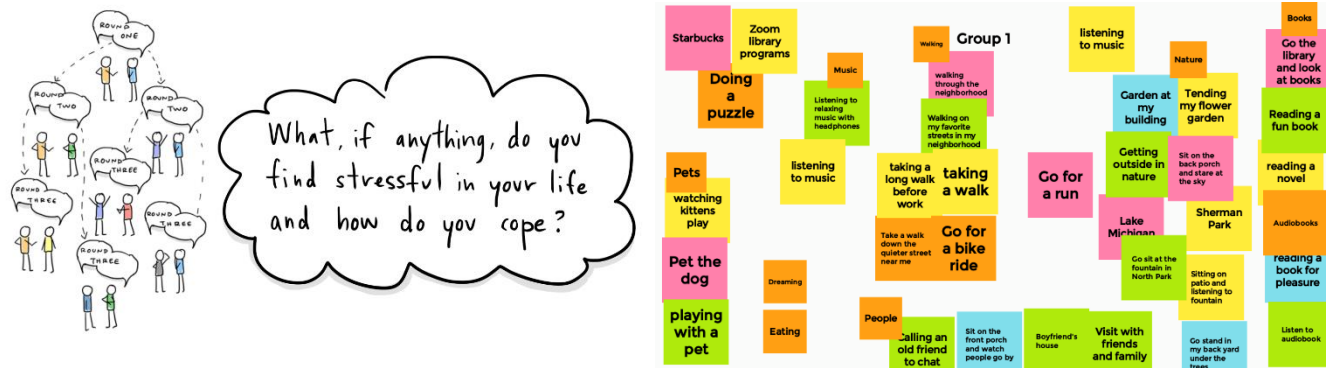 ROUND
ONE
ROUND
TWO
ROUND
TWO
ROUND
THREE
ROUND
THREE
ROUND
THREE
ROUND
THREE
What, if anything, do you
find stressful in your life
and how do you cope?
Starbucks
Zoom
library
programs
Doing
a
puzzle
Music
Listening to
relaxing
music with
headphones
listening
to music
Pets
watching
kittens
play
Pet the
dog
playing
with a
pet
Dreaming
Eating
Walking
Group 1
walking
through the
neighborhood
Walking on
my favorite
streets in my
neighborhood
taking a
long walk
before
work
taking
a walk
Take a walk
down the
quieter street
near me
Go for
a bike
ride
People
Calling an
old friend
to chat
Sit on the
front porch
and watch
people go by
Boyfriend's
house
Visit with
friends
and family
listening
to music
Go for
a run
Nature
Garden at
my
building
Tending
my flower
garden
Getting
outside in
nature
Sit on the
back porch
and stare at
the sky
Lake
Michigan
Sherman
Park
Go sit at the
fountain in
North Park
Sitting on
patio and
listening to
fountain
Go stand in
my back yard
under the
trees
Books
Go the
library
and look
at books
Reading a
fun book
reading a
novel
Audiobooks
reading a
book for
pleasure
Listen to
audiobook